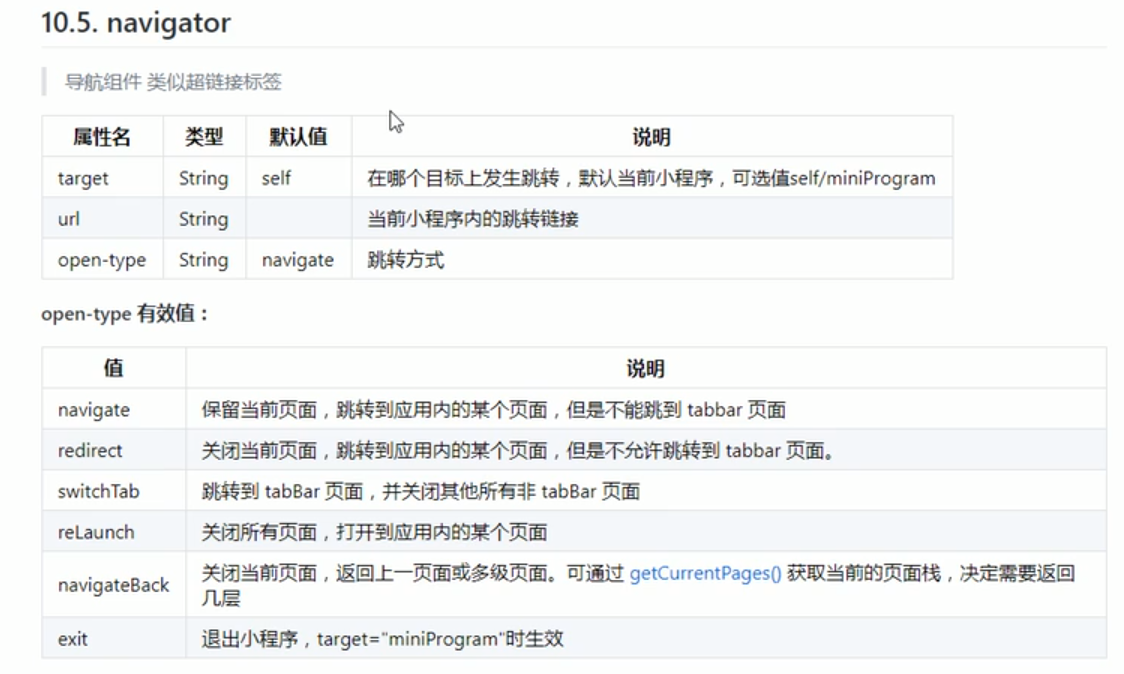 10.5. navigator
导航组件 类似超链接标签
属性名 类型 默认值 说明
target String self 在哪个目标上发生跳转，默认当前小程序，可选值self/miniProgram
url String 当前小程序内的跳转链接
open-type String navigate 跳转方式
open-type 有效值：
值 说明
navigate 保留当前页面，跳转到应用内的某个页面，但是不能跳到 tabbar 页面
redirect 关闭当前页面，跳转到应用内的某个页面，但是不允许跳转到 tabbar 页面。
switchTab 跳转到 tabBar 页面，并关闭其他所有非 tabBar 页面
reLaunch 关闭所有页面，打开到应用内的某个页面
navigateBack 关闭当前页面，返回上一页面或多级页面。可通过 getCurrentPages() 获取当前的页面栈，决定需要返回
几层
exit 退出小程序，target="miniProgram"时生效